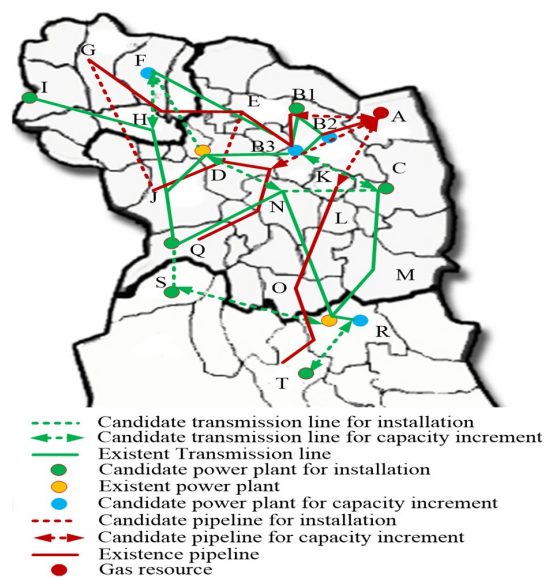 G
F
I
E
B1
A
H
B2
B3
D
K
C
J
N
L
Q
M
S
O
R
T
Candidate transmission line for installation
Candidate transmission line for capacity increment
Existent Transmission line
Candidate power plant for installation
Existent power plant
Candidate power plant for capacity increment
Candidate pipeline for installation
Candidate pipeline for capacity increment
Existence pipeline
Gas resource